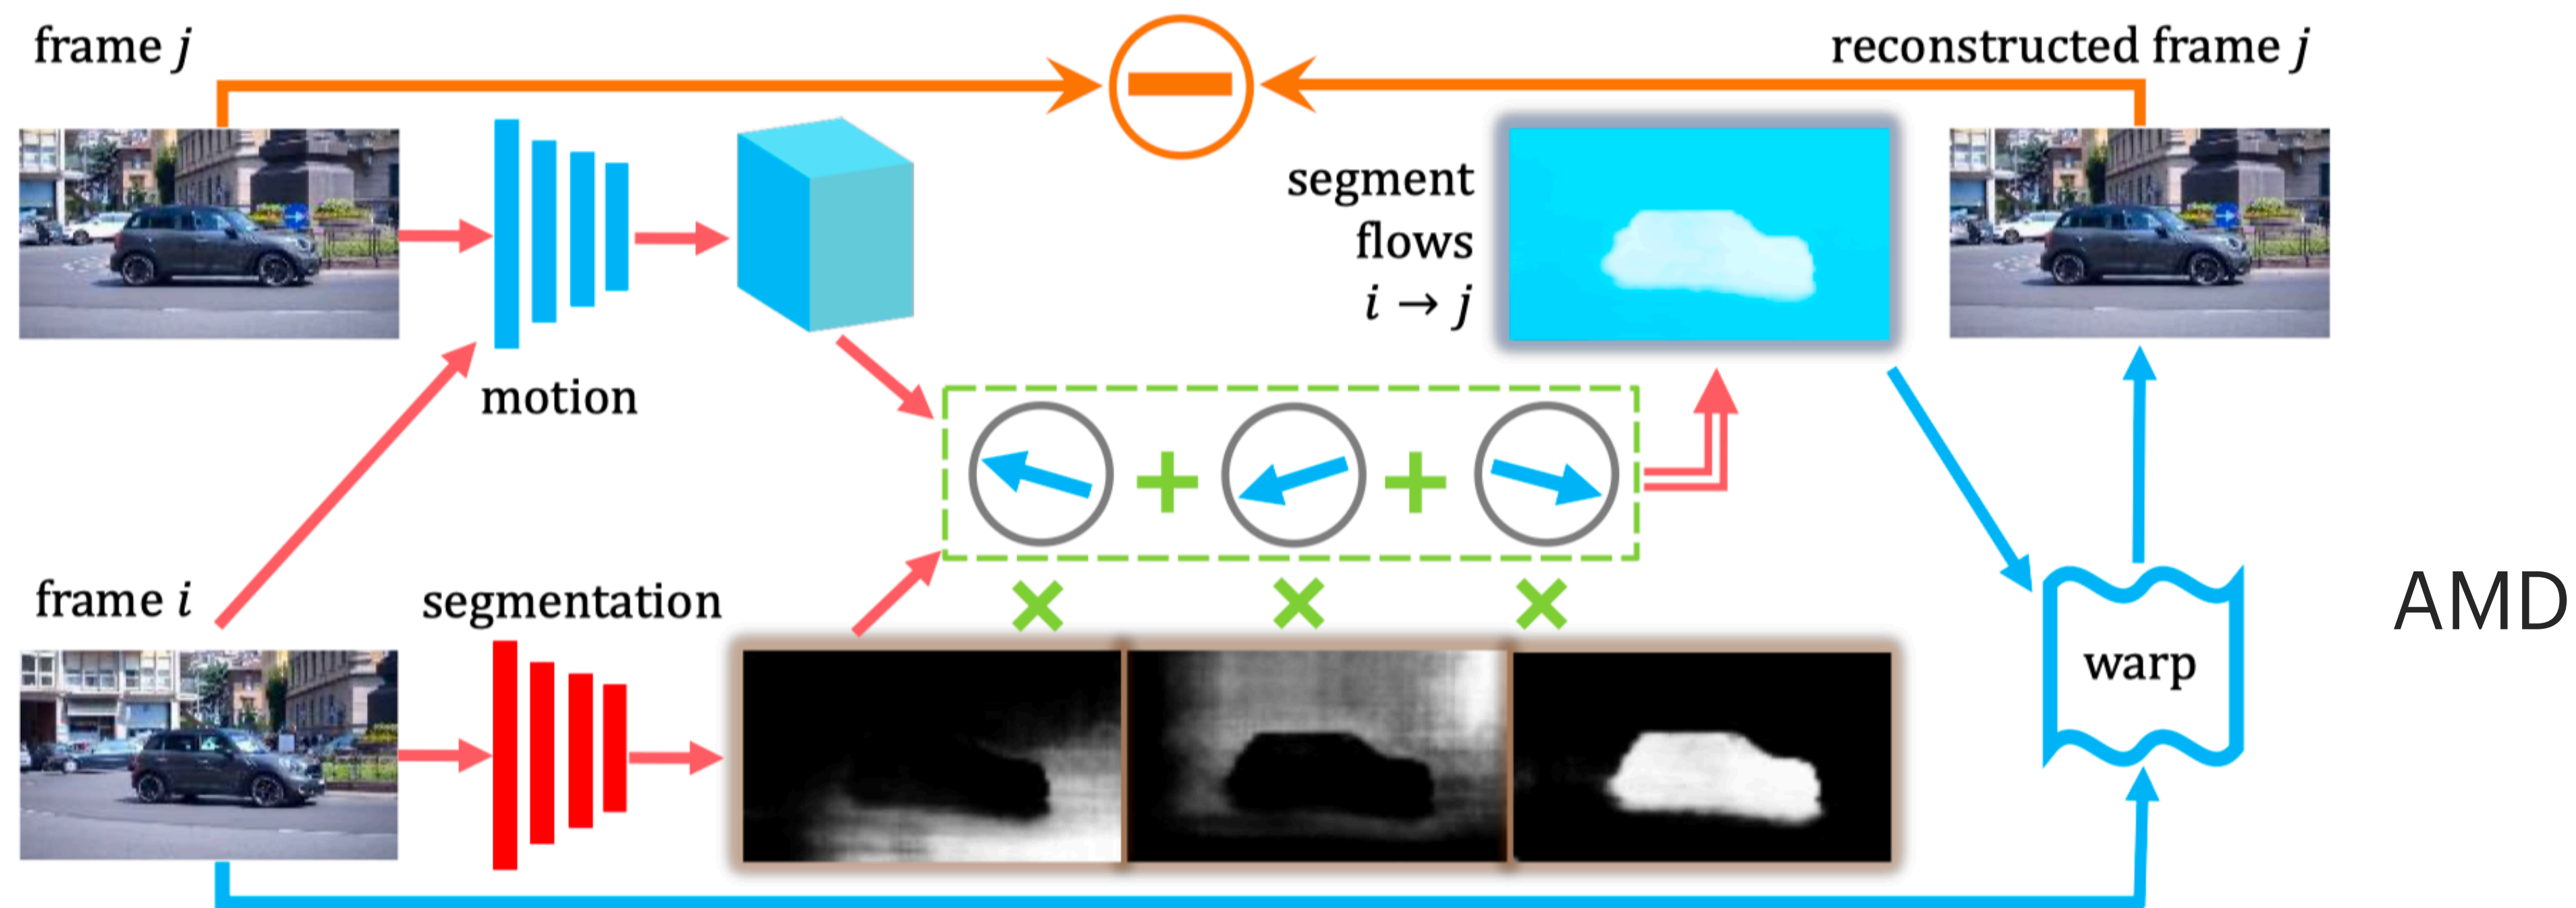 frame j
reconstructed frame j
segment
flows
i → j
motion
frame i
segmentation
warp
AMD